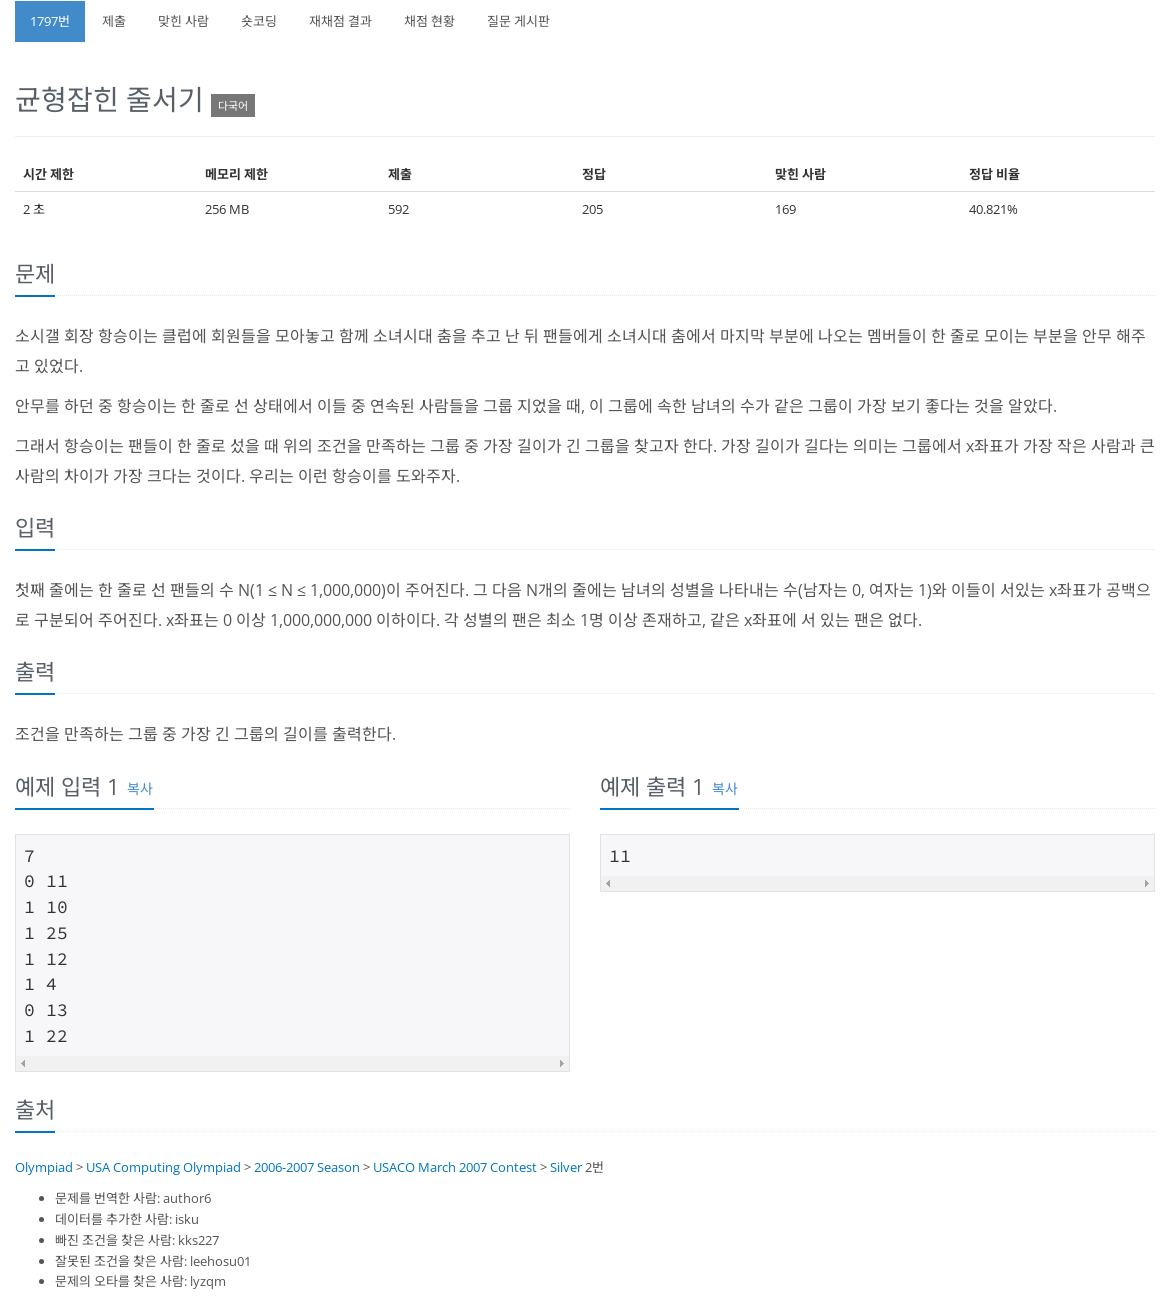 1797번 제출 맞힌 사람 숏코딩 재채점 결과 채점 현황 질문 게시판
균형잡힌 줄서기 다국어
시간 제한 메모리 제한 제출 정답 맞힌 사람 정답 비율
2 초 256 MB 592 205 169 40.821%
문제
소시갤 회장 항승이는 클럽에 회원들을 모아놓고 함께 소녀시대 춤을 추고 난 뒤 팬들에게 소녀시대 춤에서 마지막 부분에 나오는 멤버들이 한 줄로 모이는 부분을 안무 해주
고 있었다.
안무를 하던 중 항승이는 한 줄로 선 상태에서 이들 중 연속된 사람들을 그룹 지었을 때, 이 그룹에 속한 남녀의 수가 같은 그룹이 가장 보기 좋다는 것을 알았다.
그래서 항승이는 팬들이 한 줄로 섰을 때 위의 조건을 만족하는 그룹 중 가장 길이가 긴 그룹을 찾고자 한다. 가장 길이가 길다는 의미는 그룹에서 x좌표가 가장 작은 사람과 큰
사람의 차이가 가장 크다는 것이다. 우리는 이런 항승이를 도와주자.
입력
첫째 줄에는 한 줄로 선 팬들의 수 N(1 ≤ N ≤ 1,000,000)이 주어진다. 그 다음 N개의 줄에는 남녀의 성별을 나타내는 수(남자는 0, 여자는 1)와 이들이 서있는 x좌표가 공백으
로 구분되어 주어진다. x좌표는 0 이상 1,000,000,000 이하이다. 각 성별의 팬은 최소 1명 이상 존재하고, 같은 x좌표에 서 있는 팬은 없다.
출력
조건을 만족하는 그룹 중 가장 긴 그룹의 길이를 출력한다.
예제 입력 1 복사
7
0 11
1 10
1 25
1 12
1 4
0 13
1 22
예제 출력 1 복사
11
출처
Olympiad > USA Computing Olympiad > 2006-2007 Season > USACO March 2007 Contest > Silver 2번
문제를 번역한 사람: author6
데이터를 추가한 사람: isku
빠진 조건을 찾은 사람: kks227
잘못된 조건을 찾은 사람: leehosu01
문제의 오타를 찾은 사람: lyzqm